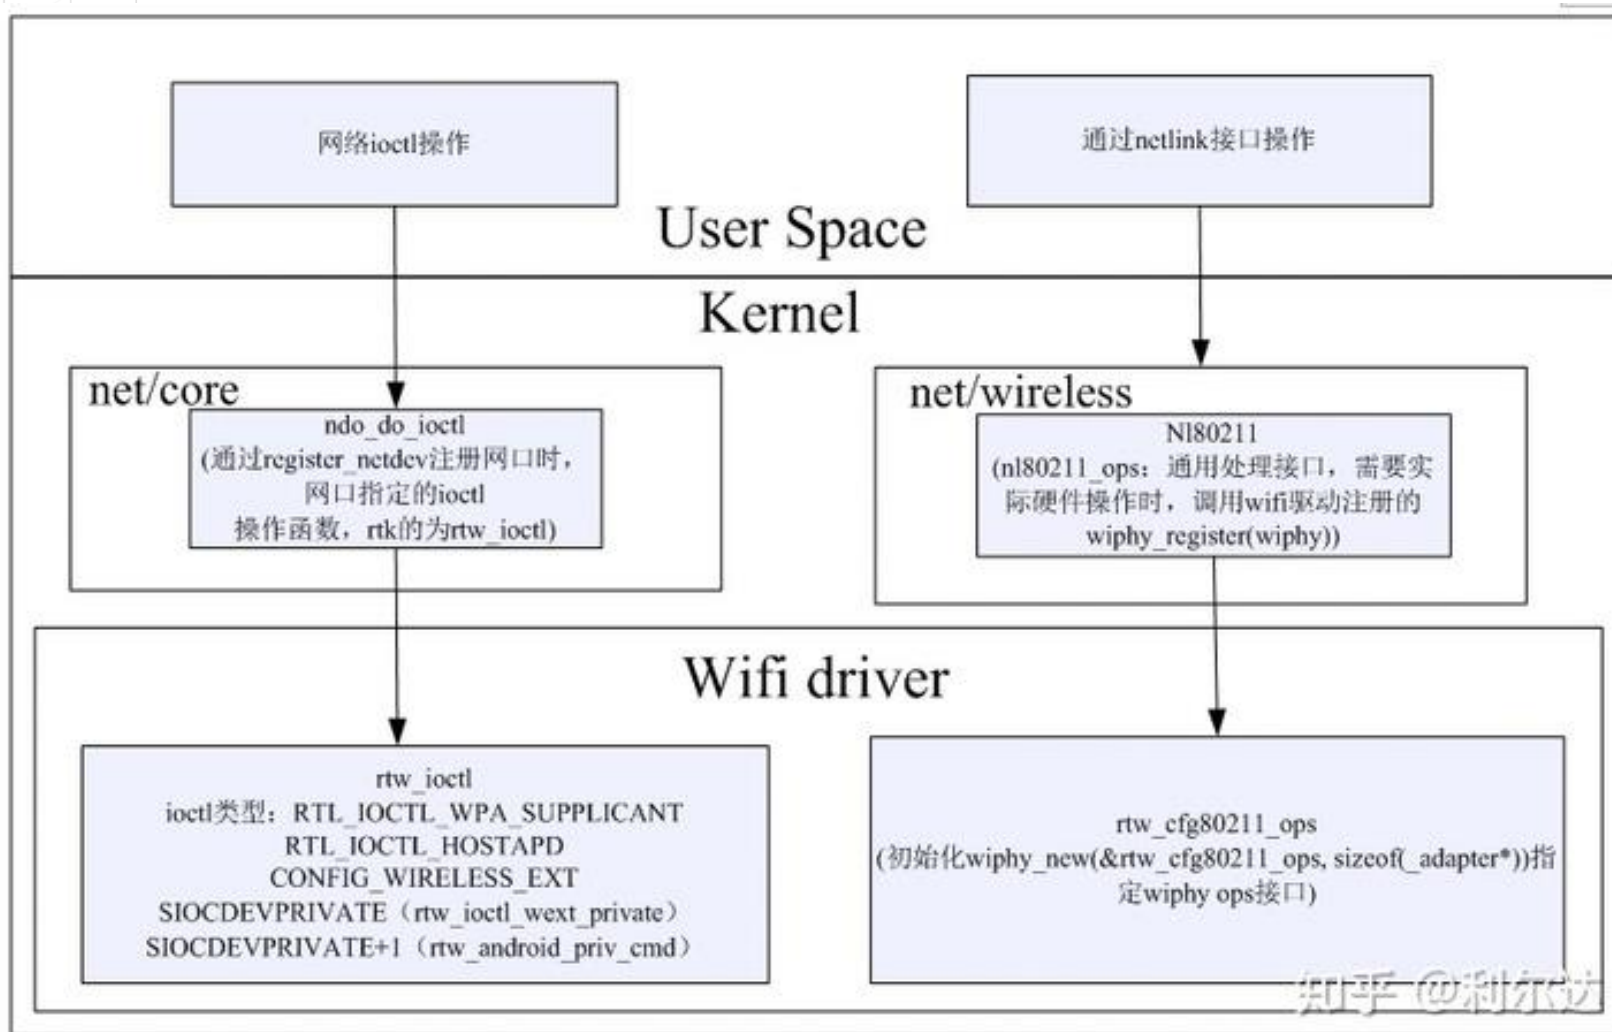 网络ioctl操作
通过netlink接口操作
User Space
Kernel
net/core
ndo_do_ioctl
(通过register_netdev注册网口时，
网口指定的ioctl
操作函数，rtk的为rtw_ioctl)
net/wireless
Nl80211
(nl80211_ops：通用处理接口，需要实
际硬件操作时，调用wifi驱动注册的
wiphy_register(wiphy))
Wifi driver
rtw_ioctl
ioctl类型：RTL_IOCTL_WPA_SUPPLICANT
RTL_IOCTL_HOSTAPD
CONFIG_WIRELESS_EXT
SIOCDEVPRIVATE（rtw_ioctl_wext_private）
SIOCDEVPRIVATE+1（rtw_android_priv_cmd）
rtw_cfg80211_ops
(初始化wiphy_new(&rtw_cfg80211_ops, sizeof(_adapter*))指
定wiphy ops接口)
知乎 @利尔达